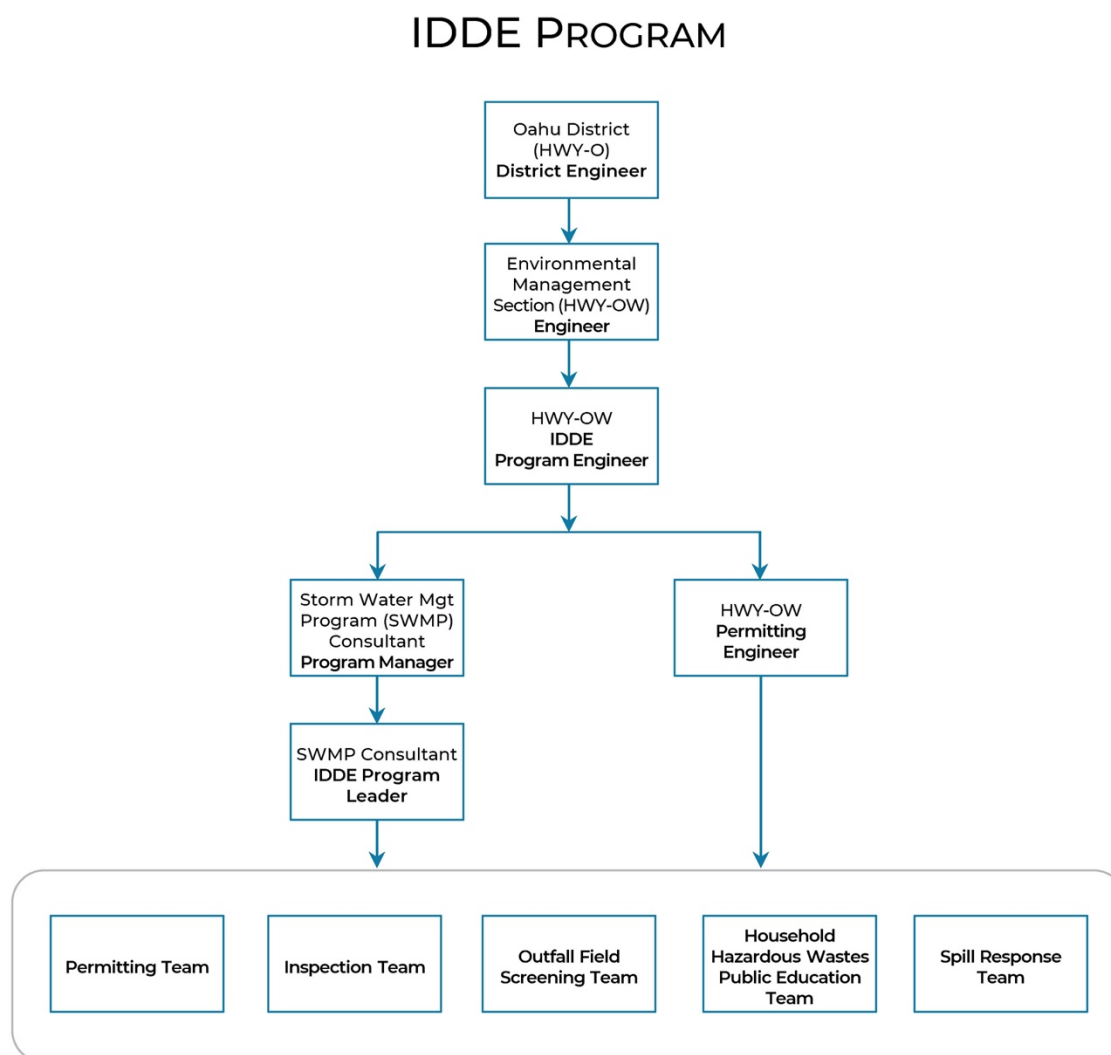 IDDE PROGRAM
Oahu District
(HWY-O)
District Engineer
Environmental
Management
Section (HWY-OW)
Engineer
HWY-OW
IDDE
Program Engineer
Storm Water Mgt
Program (SWMP)
Consultant
Program Manager
HWY-OW
Permitting
Engineer
SWMP Consultant
IDDE Program
Leader
Permitting Team
Inspection Team
Outfall Field
Screening Team
Household
Hazardous Wastes
Public Education
Team
Spill Response
Team